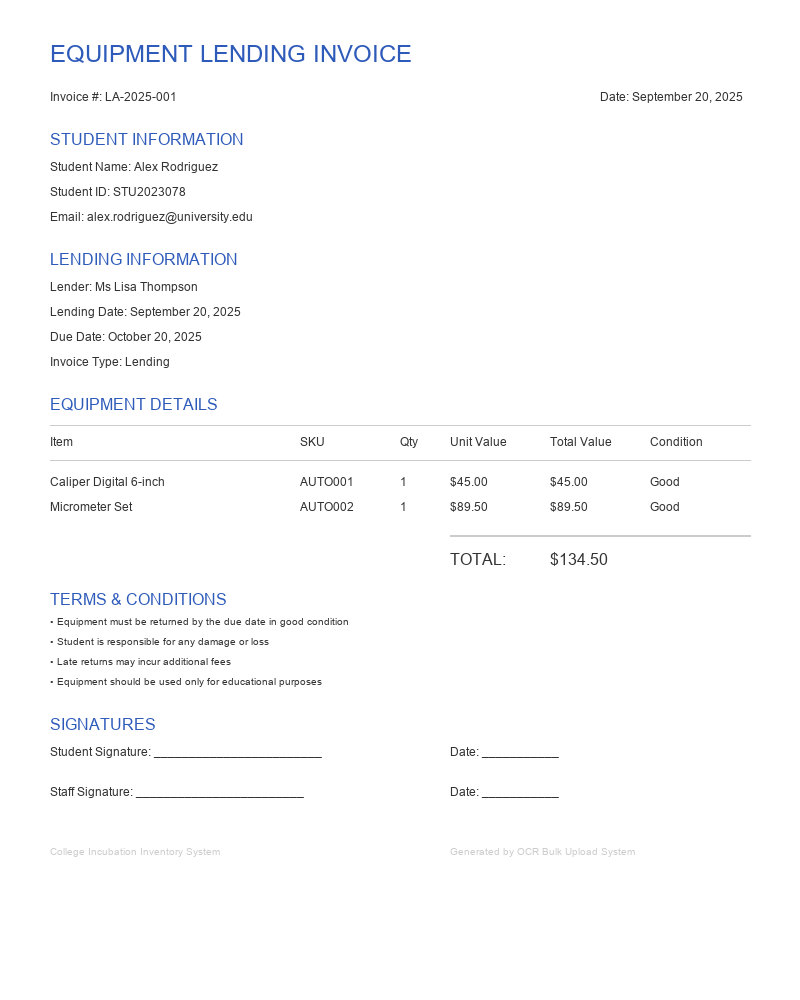 EQUIPMENT LENDING INVOICE
Invoice #: LA-2025-001 Date: September 20, 2025
STUDENT INFORMATION
Student Name: Alex Rodriguez
Student ID: STU2023078
Email: alex.rodriguez@university.edu
LENDING INFORMATION
Lender: Ms Lisa Thompson
Lending Date: September 20, 2025
Due Date: October 20, 2025
Invoice Type: Lending
EQUIPMENT DETAILS
Item SKU Qty Unit Value Total Value Condition
Caliper Digital 6-inch AUTO001 1 $45.00 $45.00 Good
Micrometer Set AUTO002 1 $89.50 $89.50 Good
TOTAL: $134.50
TERMS & CONDITIONS
• Equipment must be returned by the due date in good condition
• Student is responsible for any damage or loss
• Late returns may incur additional fees
• Equipment should be used only for educational purposes
SIGNATURES
Student Signature: ________________________ Date: ___________
Staff Signature: ________________________ Date: ___________
College Incubation Inventory System Generated by OCR Bulk Upload System